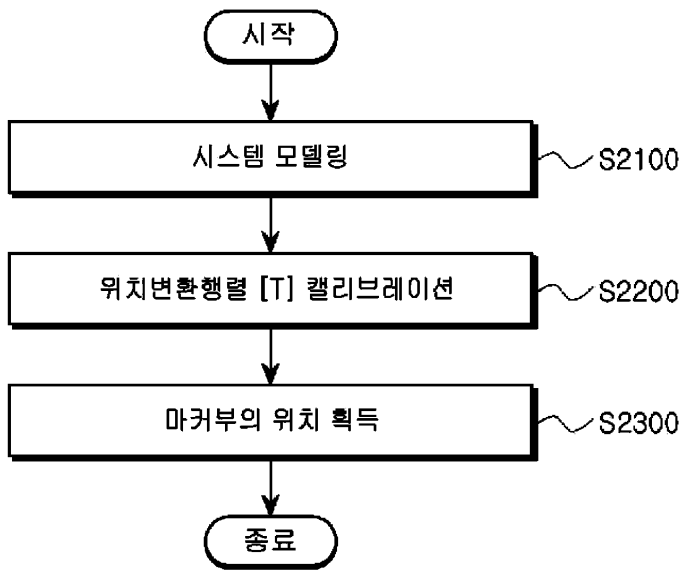 시작
시스템 모델링
S2100
위치변환행렬 [T] 캘리브레이션
S2200
마커부의 위치 획득
S2300
종료